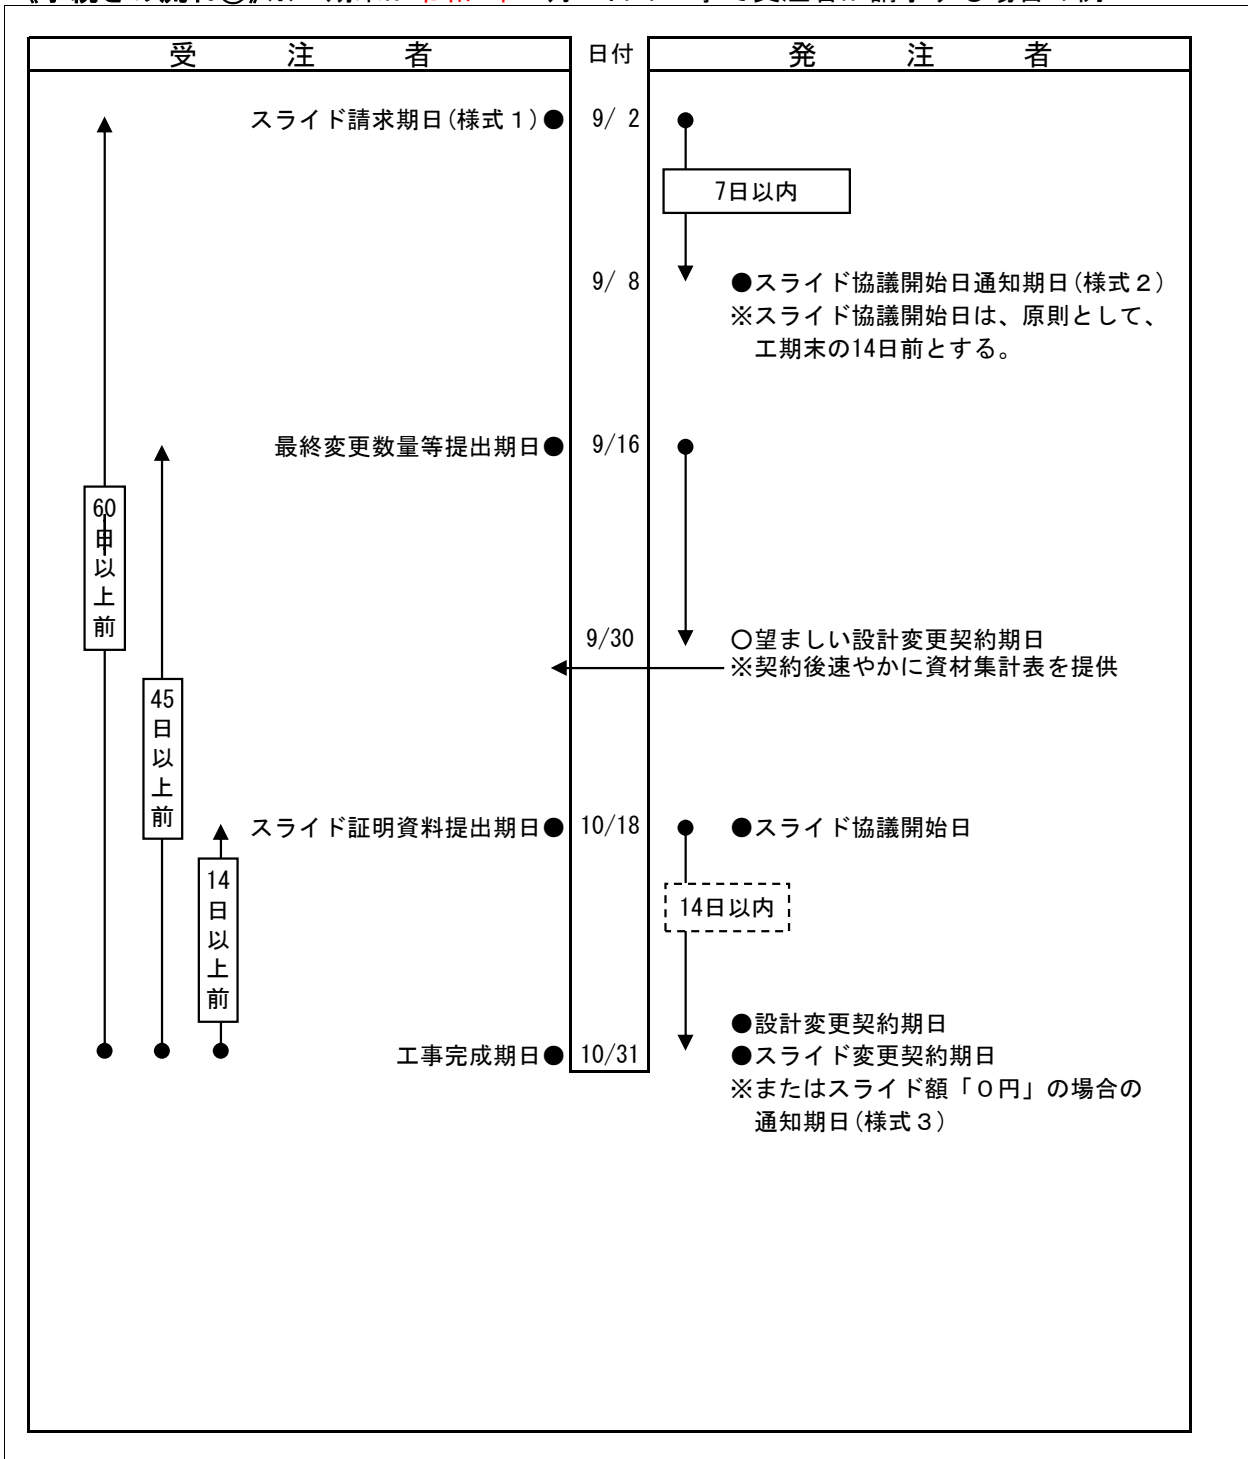 受 注 者 日付 発 注 者
スライド請求期日(様式１)● 9/ 2
7日以内
9/ 8 ●スライド協議開始日通知期日(様式２)
※スライド協議開始日は、原則として、
工期末の14日前とする。
最終変更数量等提出期日● 9/16
60日以上前
9/30 〇望ましい設計変更契約期日
※契約後速やかに資材集計表を提供
45日以上前
スライド証明資料提出期日● 10/18 ●スライド協議開始日
14日以上前
14日以内
●設計変更契約期日
工事完成期日● 10/31 ●スライド変更契約期日
※またはスライド額「０円」の場合の
通知期日(様式３)